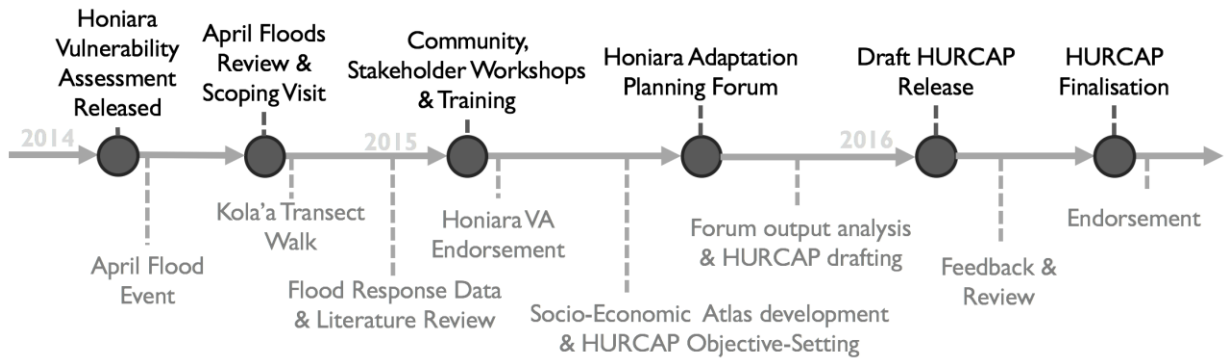 Honiara
Vulnerability
Assessment
Released
April Floods
Review &
Scoping Visit
Community,
Stakeholder Workshops
& Training
Honiara Adaptation
Planning Forum
Draft HURCAP
Release
HURCAP
Finalisation
2014
2015
2016
April Flood
Event
Kola'a Transect
Walk
Flood Response Data
& Literature Review
Honiara VA
Endorsement
Socio-Economic Atlas development
& HURCAP Objective-Setting
Forum output analysis
& HURCAP drafting
Feedback &
Review
Endorsement